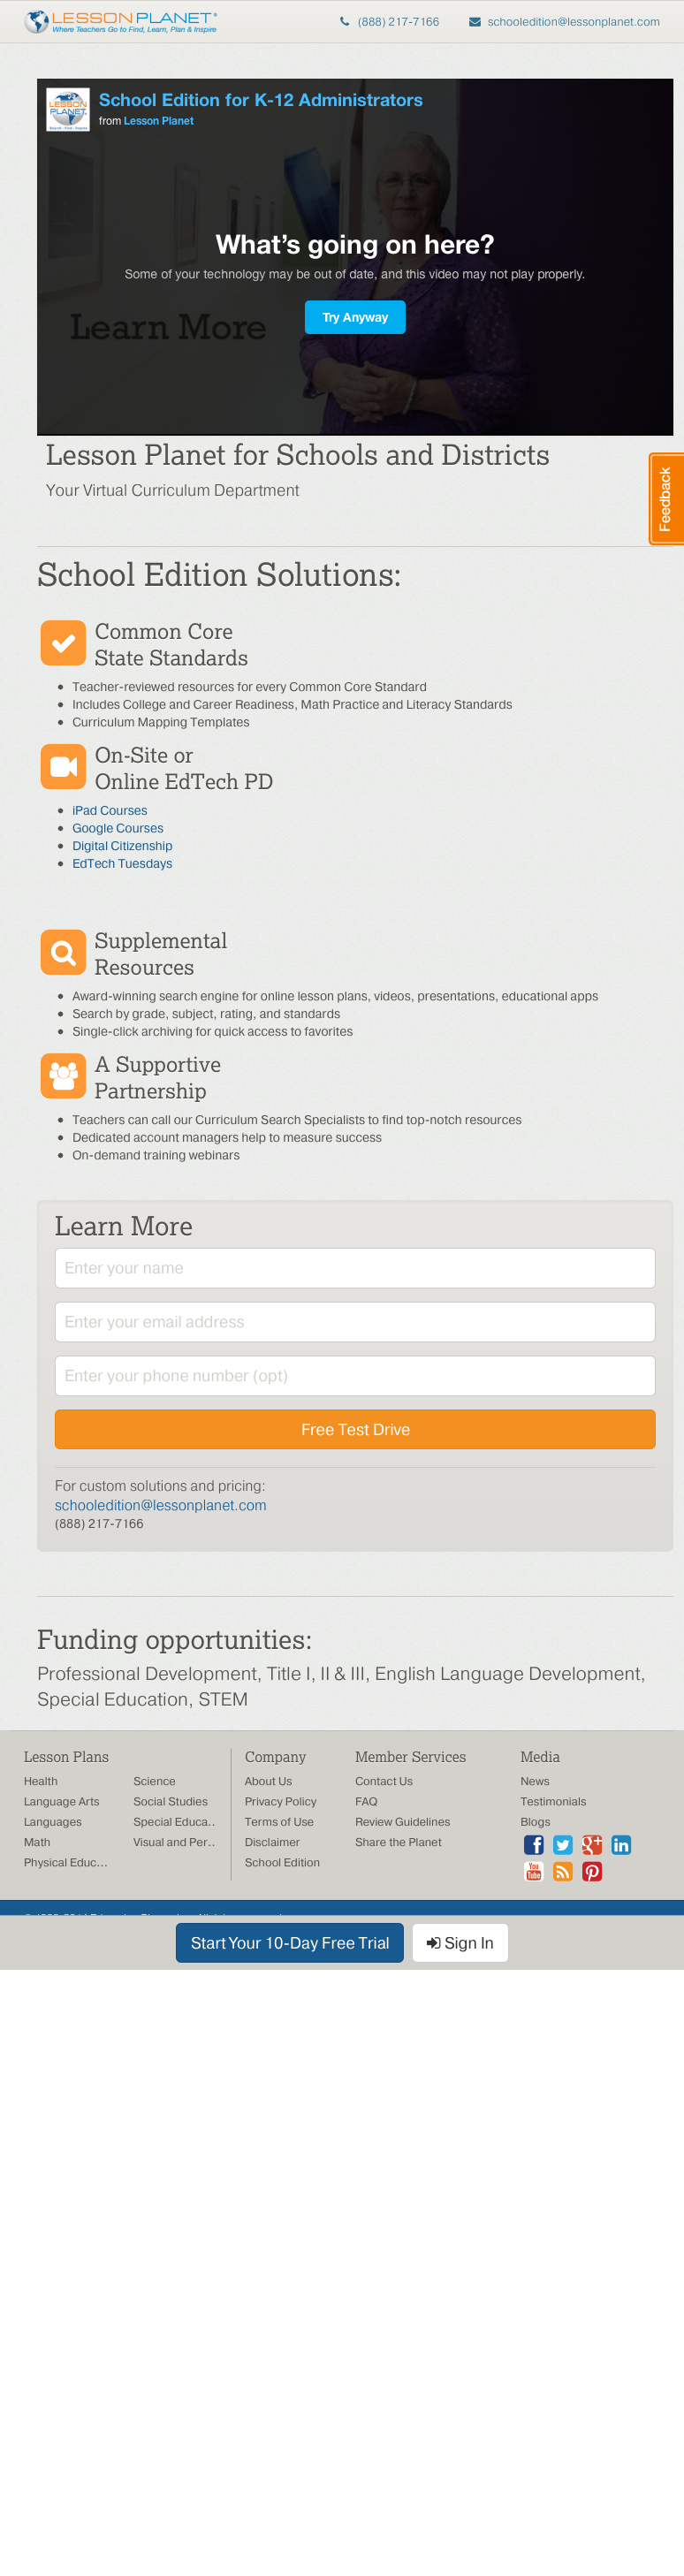 LESSON PLANET®
Where Teachers Go to Find, Learn, Plan & Inspire
(888) 217-7166
schooledition@lessonplanet.com
LESSON
PLANET
School Edition for K-12 Administrators
from Lesson Planet
What's going on here?
Some of your technology may be out of date, and this video may not play properly.
Try Anyway
Learn More
Lesson Planet for Schools and Districts
Your Virtual Curriculum Department
Feedback
School Edition Solutions:
Common Core
State Standards
Teacher-reviewed resources for every Common Core Standard
Includes College and Career Readiness, Math Practice and Literacy Standards
Curriculum Mapping Templates
On-Site or
Online EdTech PD
iPad Courses
Google Courses
Digital Citizenship
EdTech Tuesdays
Supplemental
Resources
Award-winning search engine for online lesson plans, videos, presentations, educational apps
Search by grade, subject, rating, and standards
Single-click archiving for quick access to favorites
A Supportive
Partnership
Teachers can call our Curriculum Search Specialists to find top-notch resources
Dedicated account managers help to measure success
On-demand training webinars
Learn More
Enter your name
Enter your email address
Enter your phone number (opt)
Free Test Drive
For custom solutions and pricing:
schooledition@lessonplanet.com
(888) 217-7166
Funding opportunities:
Professional Development, Title I, II & III, English Language Development,
Special Education, STEM
Lesson Plans
Health
Language Arts
Languages
Math
Physical Educ...
Science
Social Studies
Special Educa..
Visual and Per..
Company
About Us
Privacy Policy
Terms of Use
Disclaimer
School Edition
Member Services
Contact Us
FAQ
Review Guidelines
Share the Planet
Media
News
Testimonials
Blogs
You
Tube
Start Your 10-Day Free Trial
Sign In